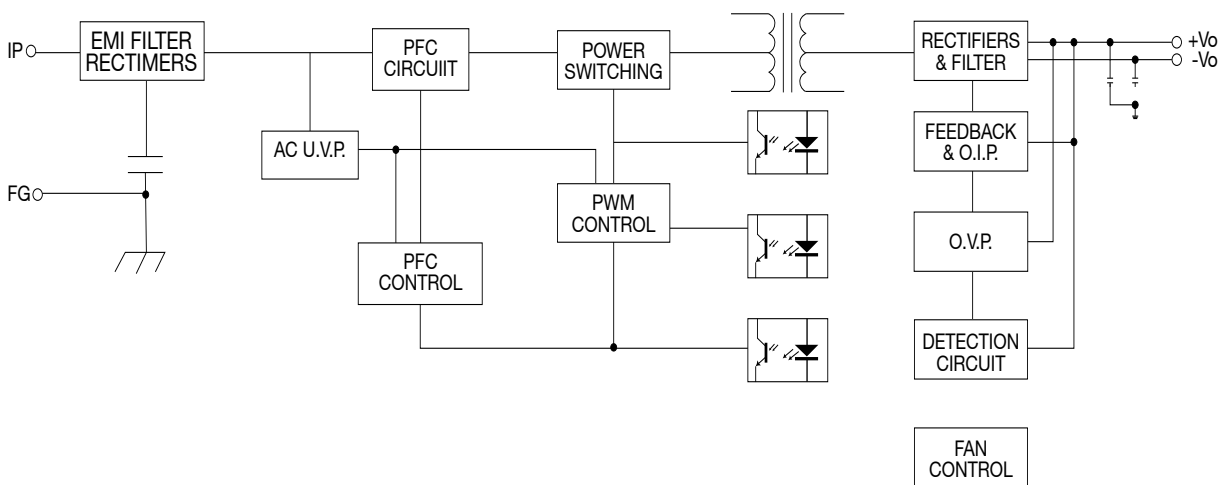 IP
EMI FILTER
RECTIMERS
PFC
CIRCUIIT
POWER
SWITCHING
RECTIFIERS
& FILTER
+Vo
-Vo
AC U.V.P.
FEEDBACK
& O.I.P.
FG
PWM
CONTROL
O.V.P.
PFC
CONTROL
DETECTION
CIRCUIT
FAN
CONTROL